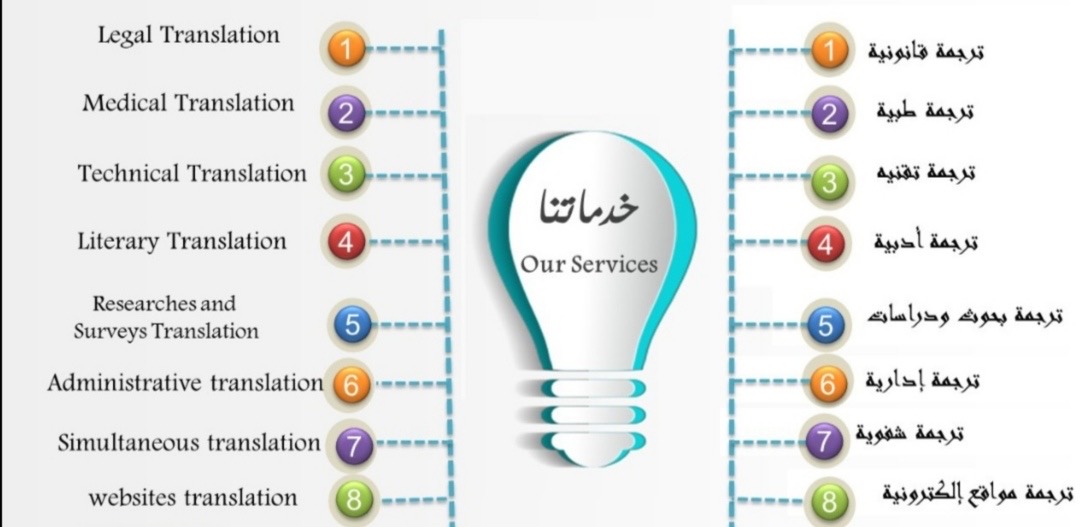 Legal Translation
1
Medical Translation
2
Technical Translation
3
Literary Translation
4
Researches and
Surveys Translation
5
Administrative translation
6
Simultaneous translation
7
websites translation
8
خدماتنا
Our Services
1
ترجمة قانونية
2
ترجمة طبية
3
ترجمة تقنيه
4
ترجمة أدبية
5
ترجمة بحوث ودراسات
6
ترجمة إدارية
7
ترجمة شفوية
8
ترجمة مواقع إلكترونية